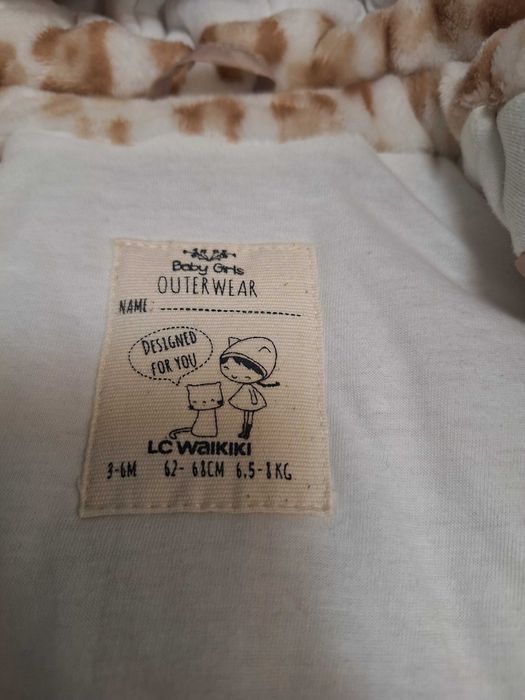 Baby Girls
OUTERWEAR
NAME
DESIGNED
FOR YOU
LC WAIKIKI
3-6M 62-68CM 6.5-8KG